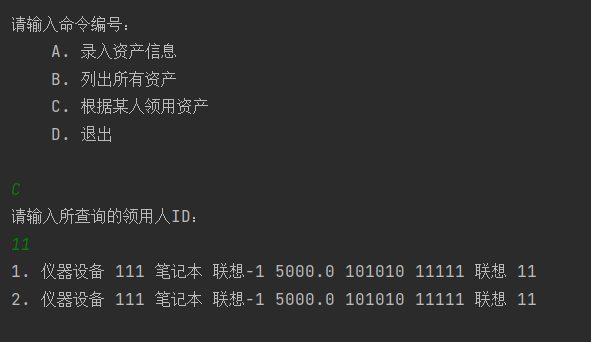 请输入命令编号：
A. 录入资产信息
B. 列出所有资产
C. 根据某人领用资产
D. 退出
C
请输入所查询的领用人ID：
11
1. 仪器设备 111 笔记本 联想-1 5000.0 101010 11111 联想 11
2. 仪器设备 111 笔记本 联想-1 5000.0 101010 11111 联想 11